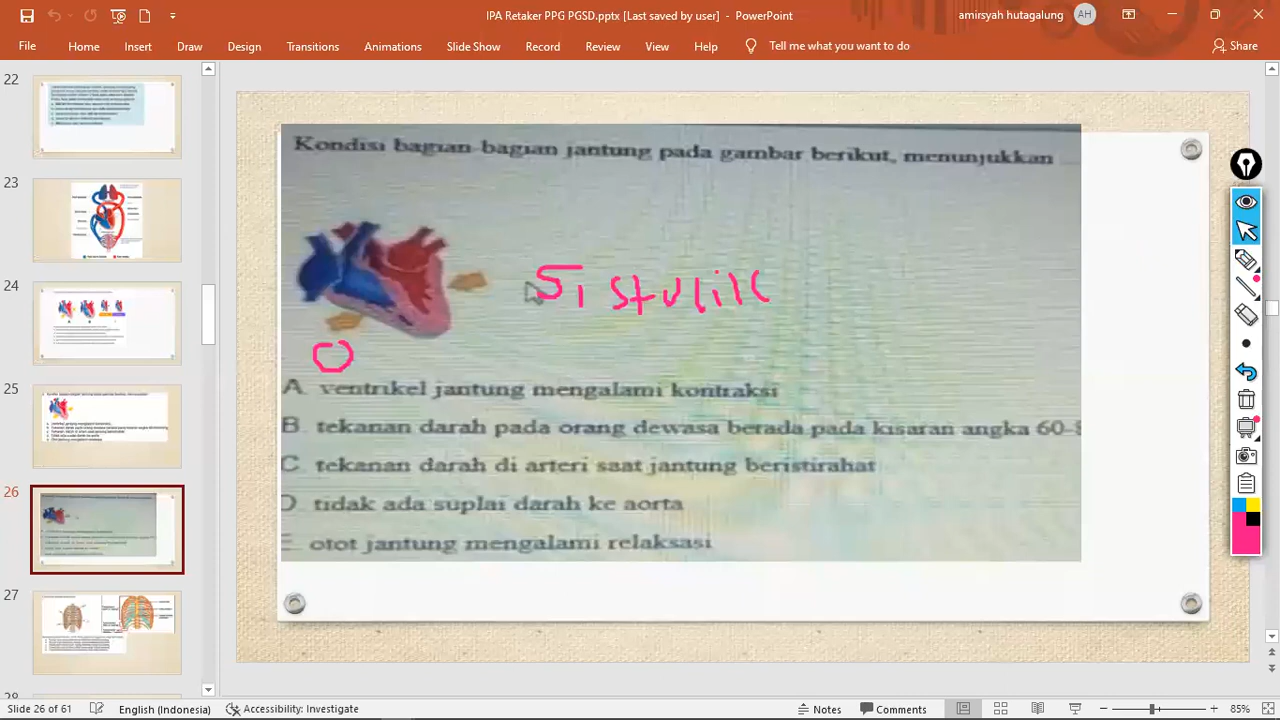 IPA Retaker PPG PGSD.pptx [Last saved by user] - PowerPoint
amirsyah hutagalung
AH
File Home Insert Draw Design Transitions Animations Slide Show Record Review View Help Tell me what you want to do Share
22
23
24
25
26
27
28
Kondisi bagian-bagian jantung pada gambar berikut, menunjukkan
A. ventrikel jantung mengalami kontraksi
B. tekanan darah pada orang dewasa berada pada kisaran angka 60-8
C. tekanan darah di arteri saat jantung beristirahat
D. tidak ada suplai darah ke aorta
E. otot jantung mengalami relaksasi
Slide 26 of 61 English (Indonesia) Accessibility: Investigate Notes Comments 85%